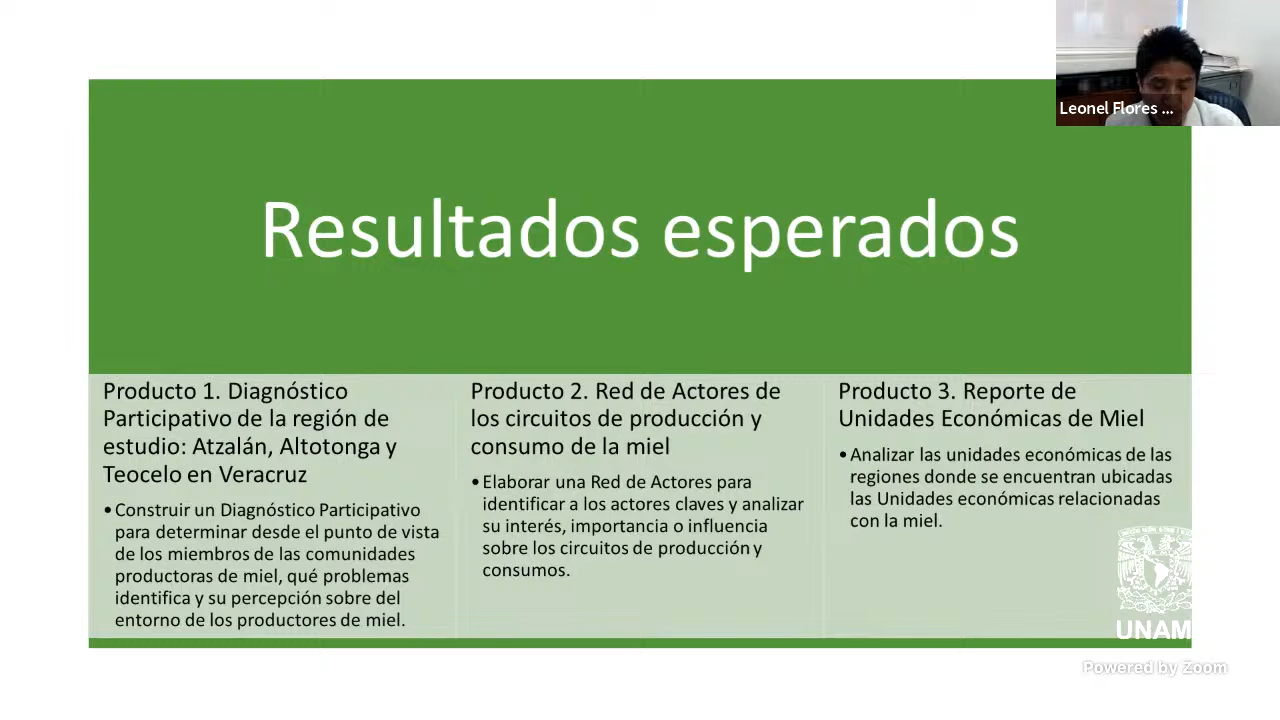 Leonel Flores ...
Resultados esperados
Producto 1. Diagnóstico
Participativo de la región de
estudio: Atzalán, Altotonga y
Teocelo en Veracruz
• Construir un Diagnóstico Participativo
para determinar desde el punto de vista
de los miembros de las comunidades
productoras de miel, qué problemas
identifica y su percepción sobre del
entorno de los productores de miel.
Producto 2. Red de Actores de
los circuitos de producción y
consumo de la miel
• Elaborar una Red de Actores para
identificar a los actores claves y analizar
su interés, importancia o influencia
sobre los circuitos de producción y
consumos.
Producto 3. Reporte de
Unidades Económicas de Miel
• Analizar las unidades económicas de las
regiones donde se encuentran ubicadas
las Unidades económicas relacionadas
con la miel.
UNAM
Powered by Zoom